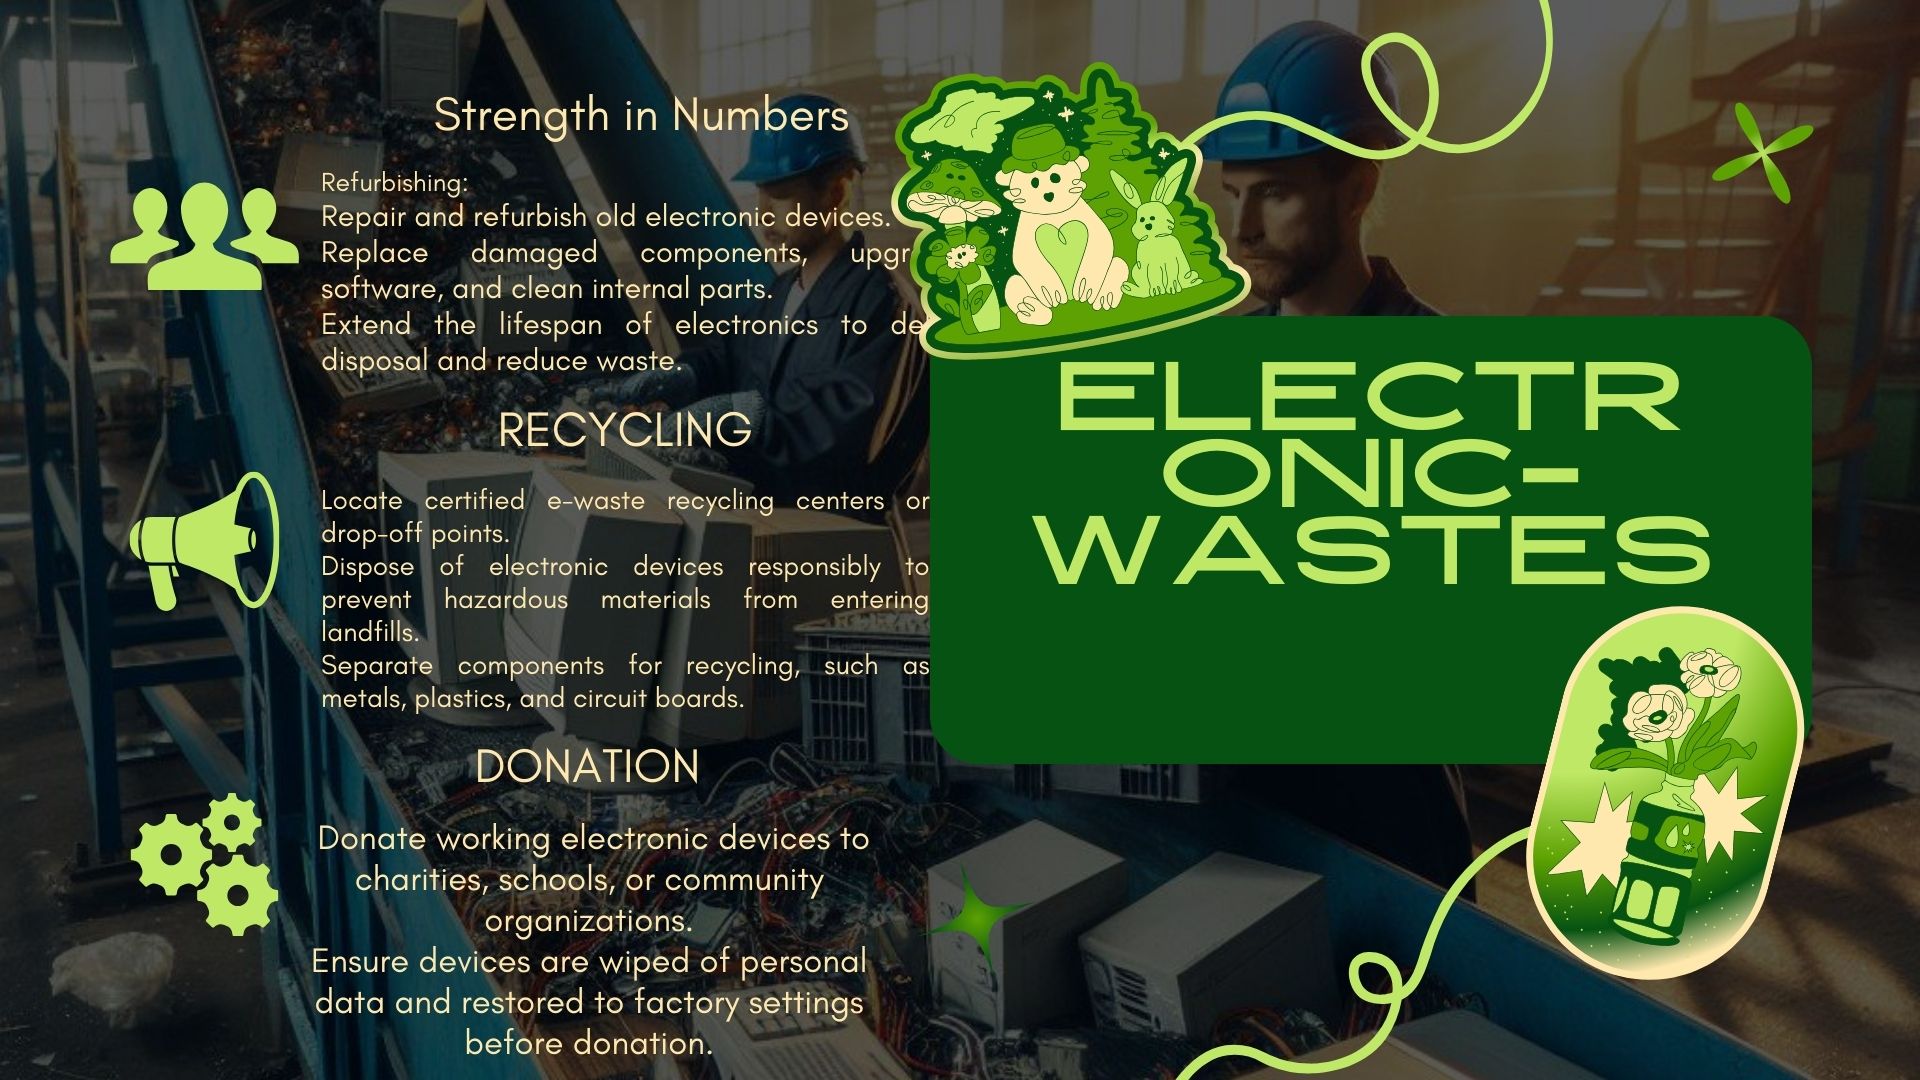 Strength in Numbers
Refurbishing:
Repair and refurbish old electronic devices.
Replace damaged components,
software, and clean internal parts.
Extend the lifespan of electronics to
disposal and reduce waste.
RECYCLING
Locate certified e-waste recycling centers or
drop-off points.
Dispose of electronic devices responsibly to
prevent hazardous materials from entering
landfills.
Separate components for recycling, such as
metals, plastics, and circuit boards.
DONATION
Donate working electronic devices to
charities, schools, or community
organizations.
Ensure devices are wiped of personal
data and restored to factory settings
before donation.
ELECTR
ONIC-
WASTES